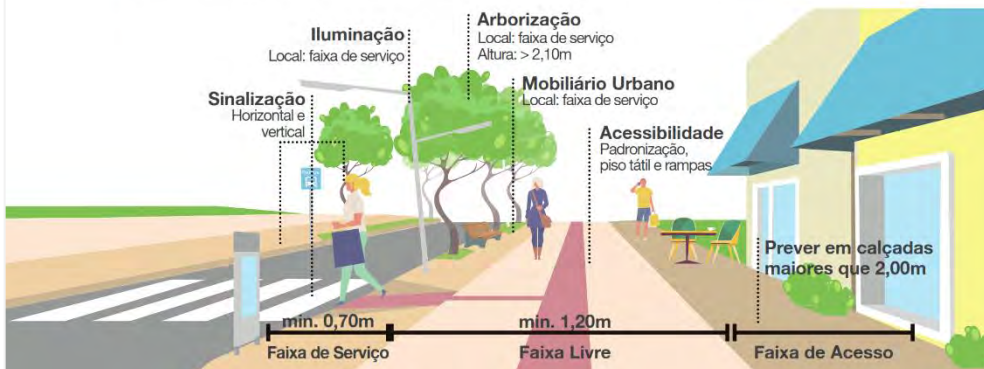 Arborização
Local: faixa de serviço
Altura: > 2,10m
Iluminação
Local: faixa de serviço
Mobiliário Urbano
Local: faixa de serviço
Sinalização
Horizontal e
vertical
Acessibilidade
Padronização,
piso tátil e rampas
Prever em calçadas
maiores que 2,00m
min. 0,70m
min. 1,20m
Faixa de Serviço
Faixa Livre
Faixa de Acesso